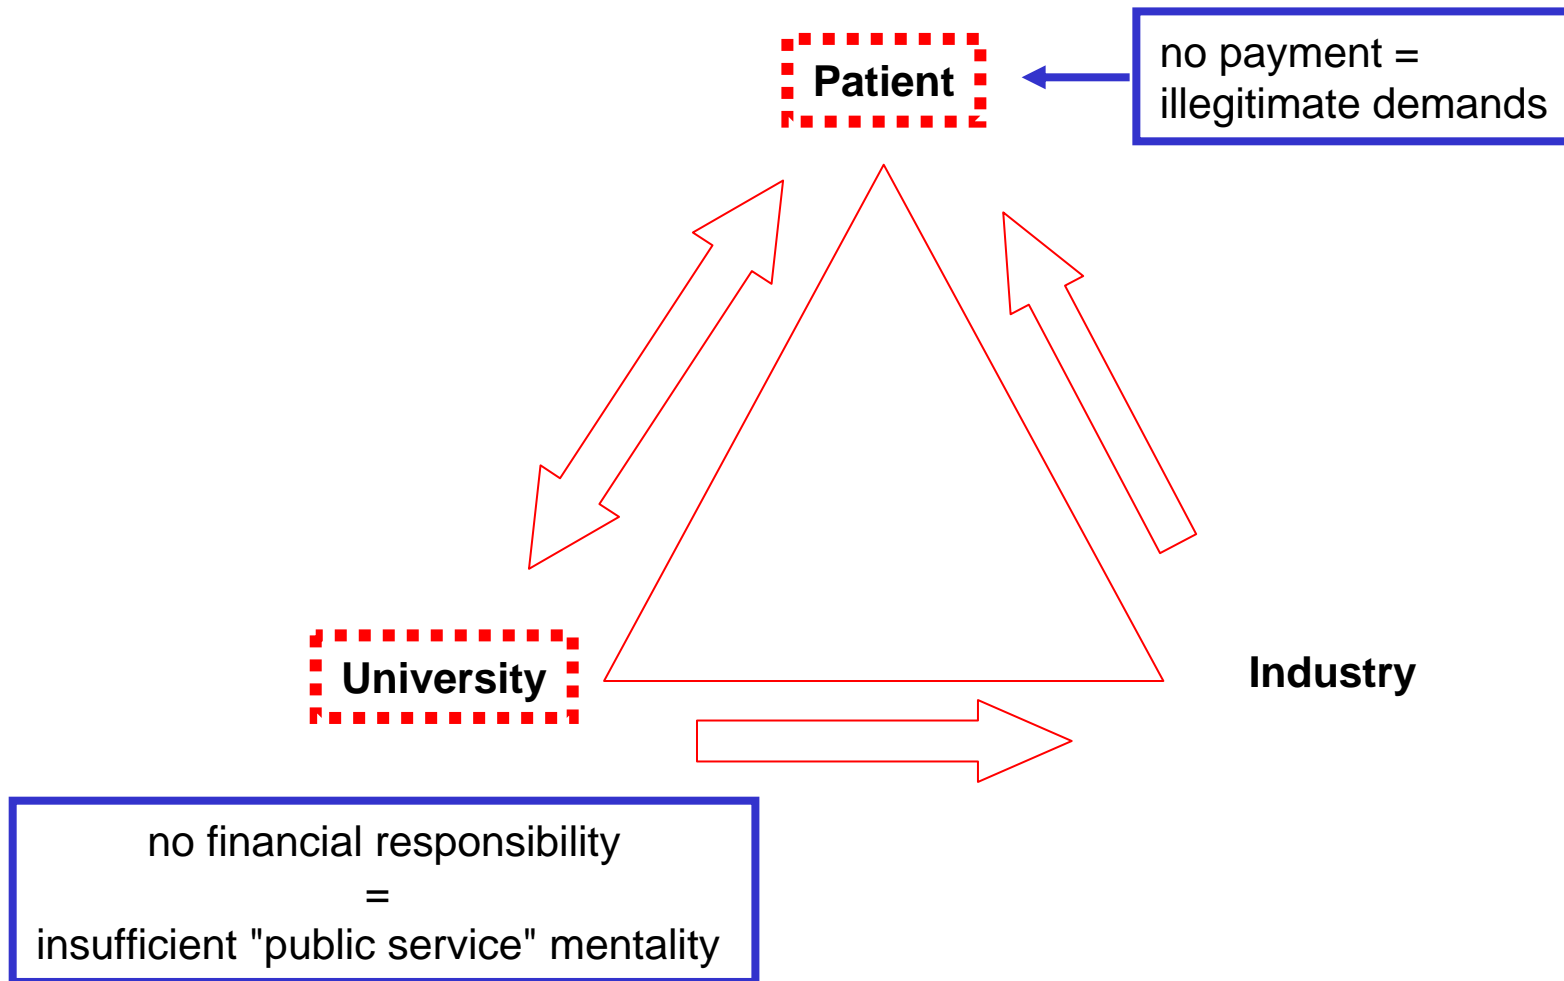 Patient
no payment =
illegitimate demands
University
Industry
no financial responsibility
=
insufficient "public service" mentality